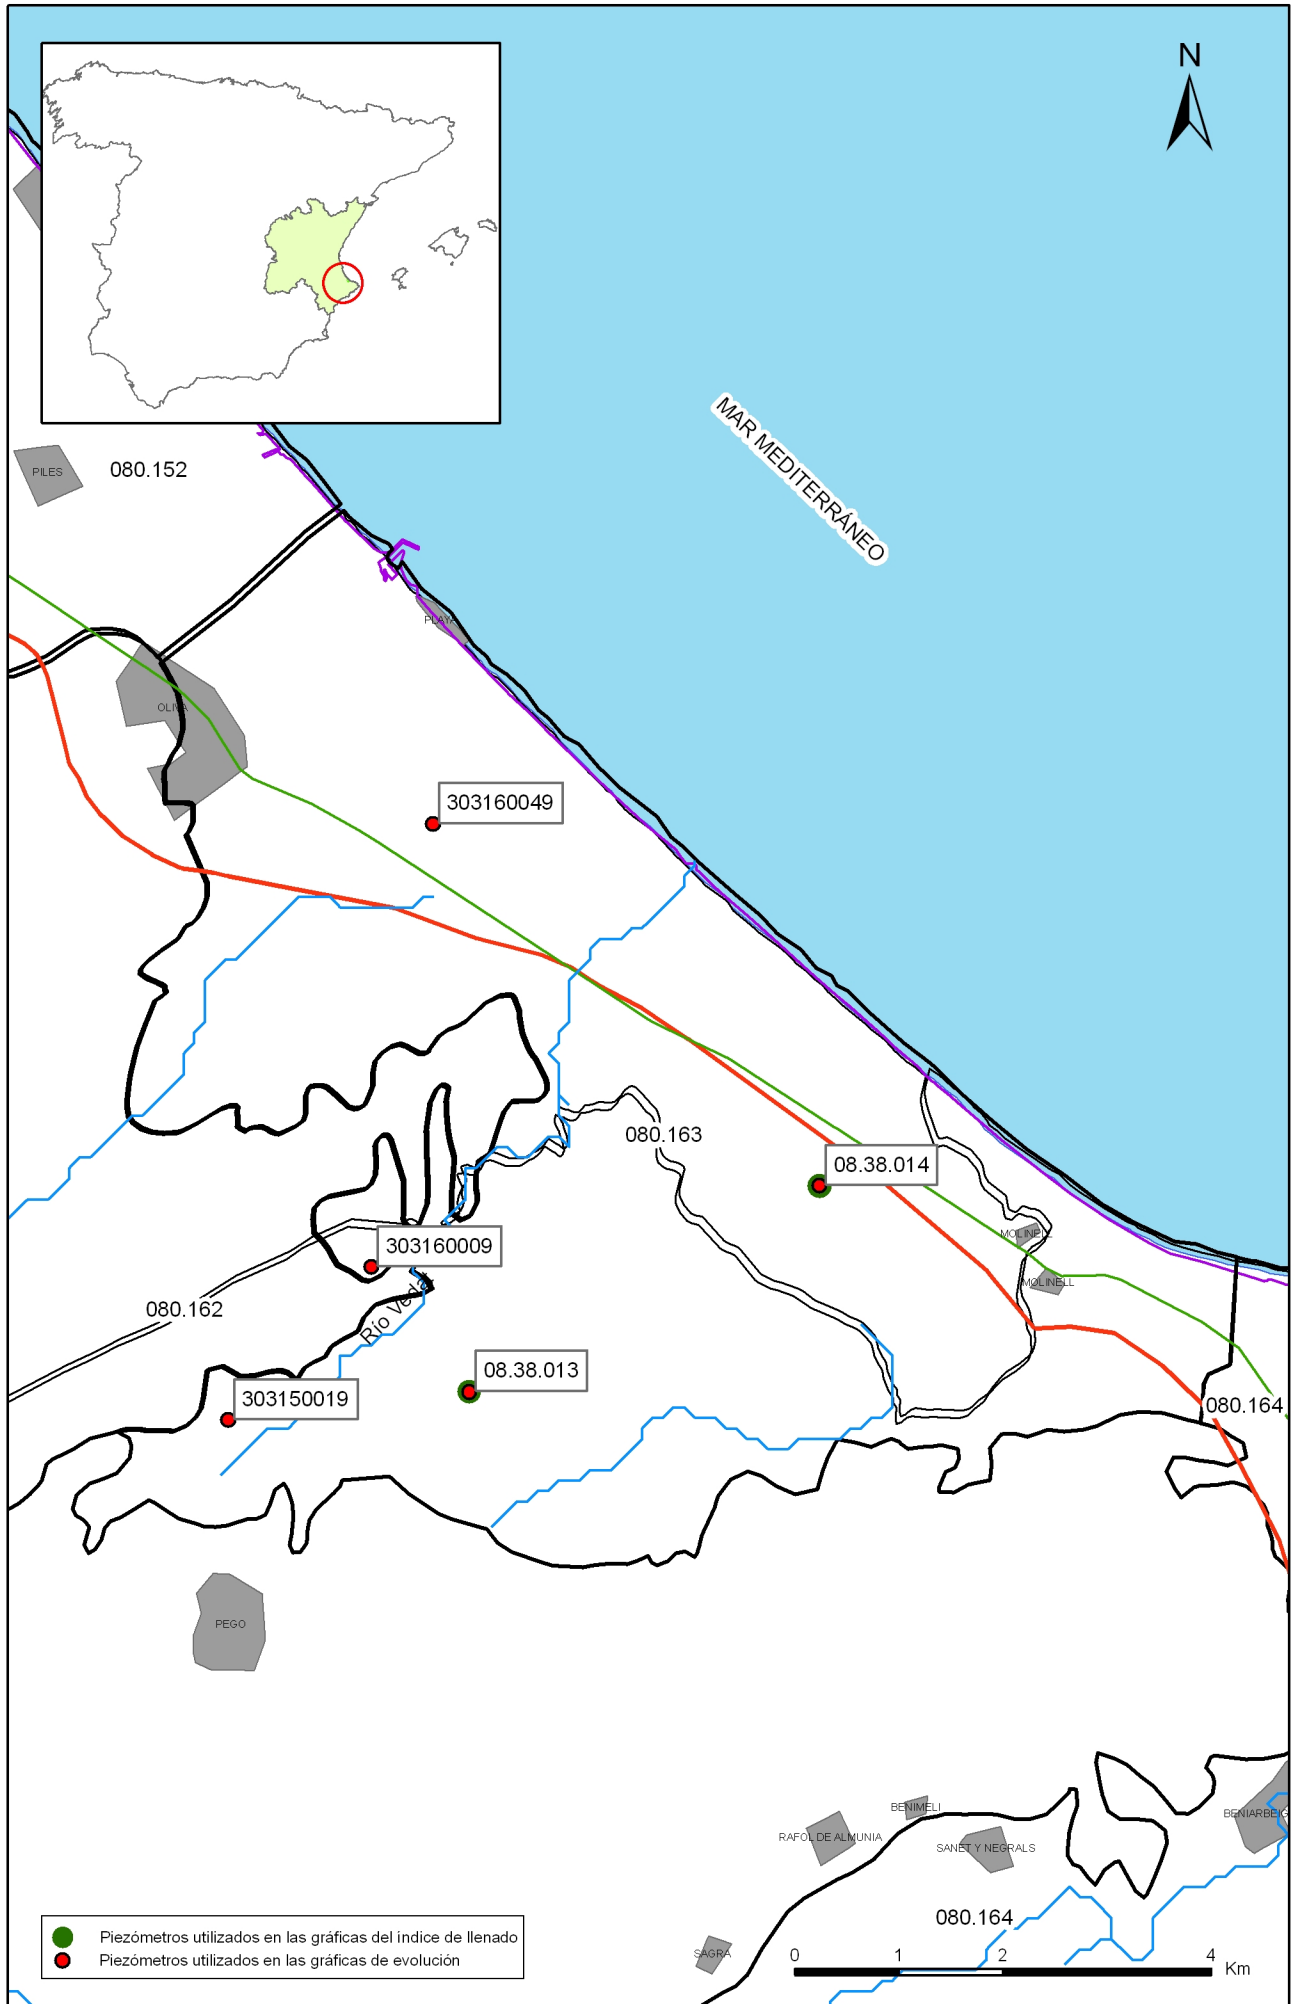 N
MAR MEDITERRÁNEO
PILES
080.152
PLAYA
OLIVA
303160049
080.163
08.38.014
MOLINELL
303160009
MOLINELL
080.162
Río Vedat
08.38.013
303150019
080.164
PEGO
BENIMELI
BENIARBEIG
RAFOL DE ALMUNIA
SANET Y NEGRALS
080.164
SAGRA
Piezómetros utilizados en las gráficas del índice de llenado
Piezómetros utilizados en las gráficas de evolución
0 1 2 4
Km